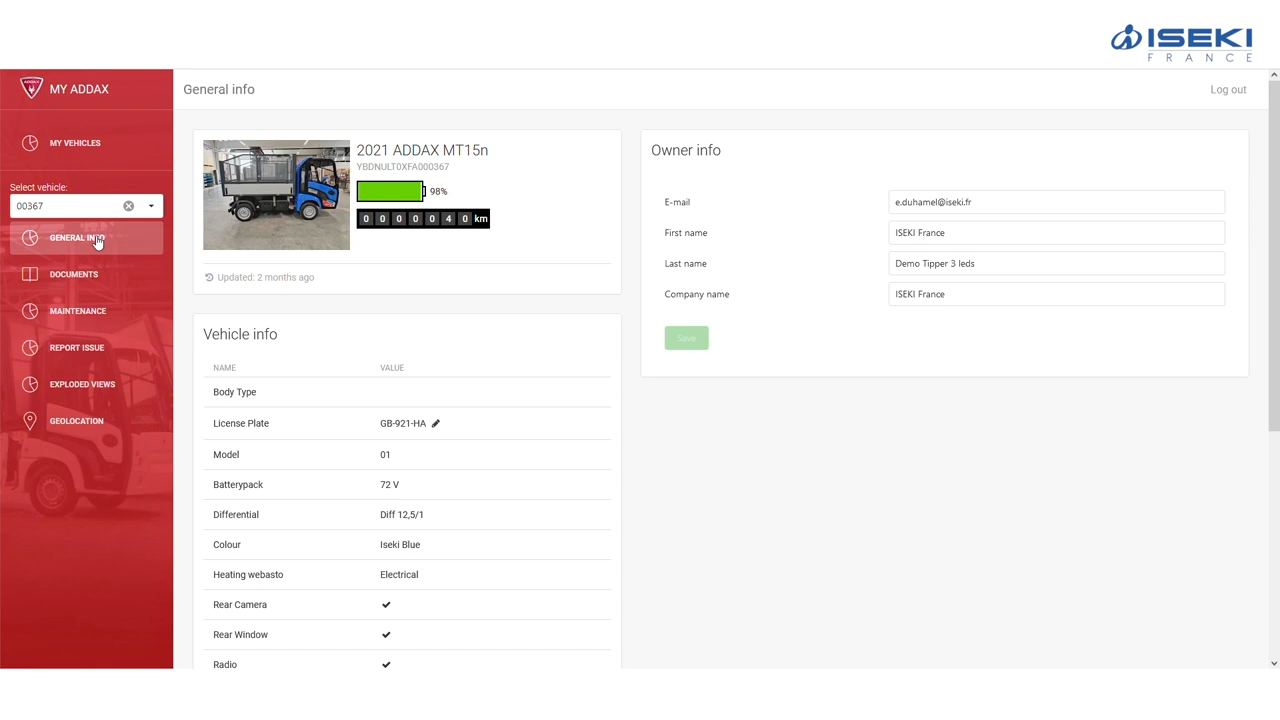 ISEKI
FRANCE
MY ADDAX
General info
Log out
MY VEHICLES
Select vehicle:
00367
GENERAL INFO
DOCUMENTS
MAINTENANCE
REPORT ISSUE
EXPLODED VIEWS
GEOLOCATION
2021 ADDAX MT15n
YBDNULT0XFA000367
98%
0 0 0 0 0 4 0 km
Updated: 2 months ago
Vehicle info
NAME VALUE
Body Type
License Plate GB-921-HA
Model 01
Batterypack 72 V
Differential Diff 12,5/1
Colour Iseki Blue
Heating webasto Electrical
Rear Camera
Rear Window
Radio
Owner info
E-mail e.duhamel@iseki.fr
First name ISEKI France
Last name Demo Tipper 3 leds
Company name ISEKI France
Save